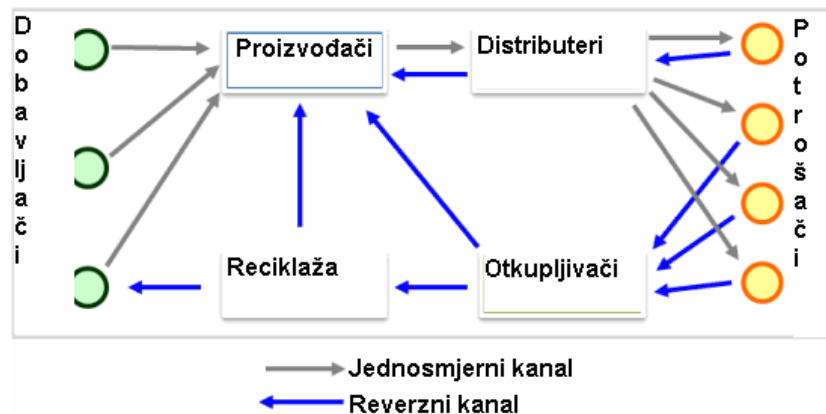 Dobavljači
Proizvođači
Distributeri
Potrošači
Reciklaža
Otkupljivači
Jednosmjerni kanal
Reverzni kanal